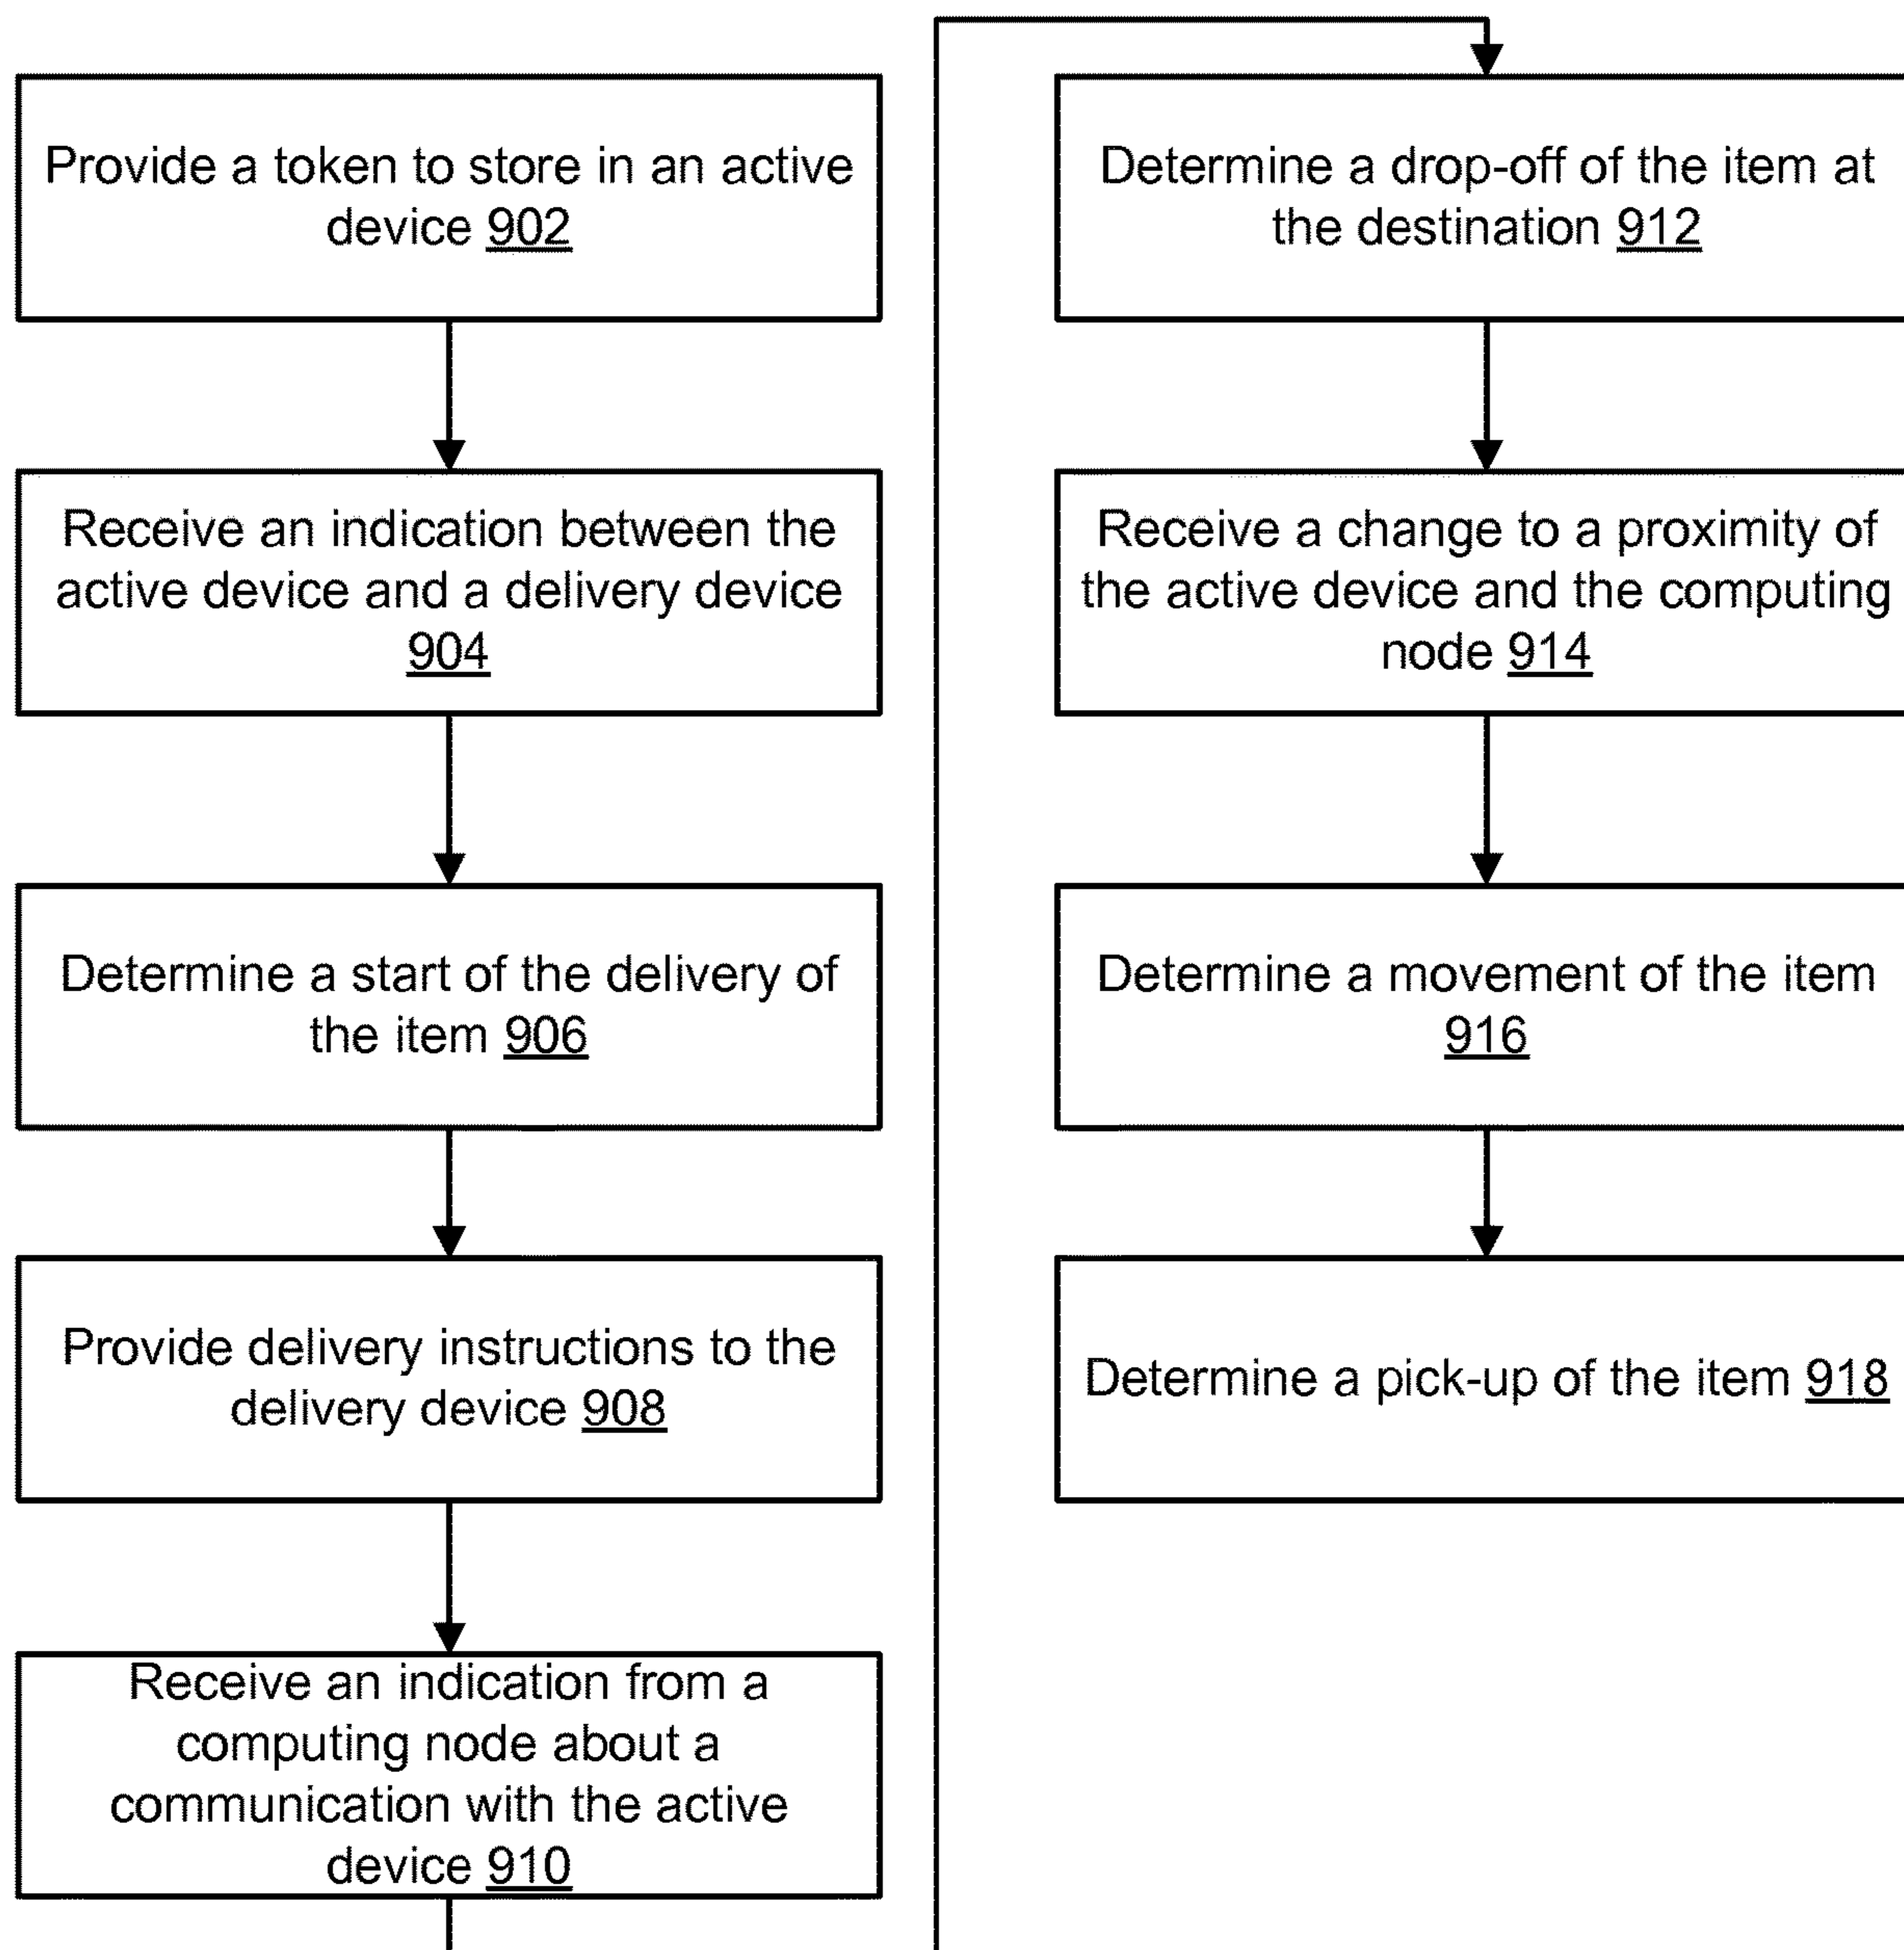 Provide a token to store in an active
device 902
Receive an indication between the
active device and a delivery device
904
Determine a start of the delivery of
the item 906
Provide delivery instructions to the
delivery device 908
Receive an indication from a
computing node about a
communication with the active
device 910
Determine a drop-off of the item at
the destination 912
Receive a change to a proximity of
the active device and the computing
node 914
Determine a movement of the item
916
Determine a pick-up of the item 918